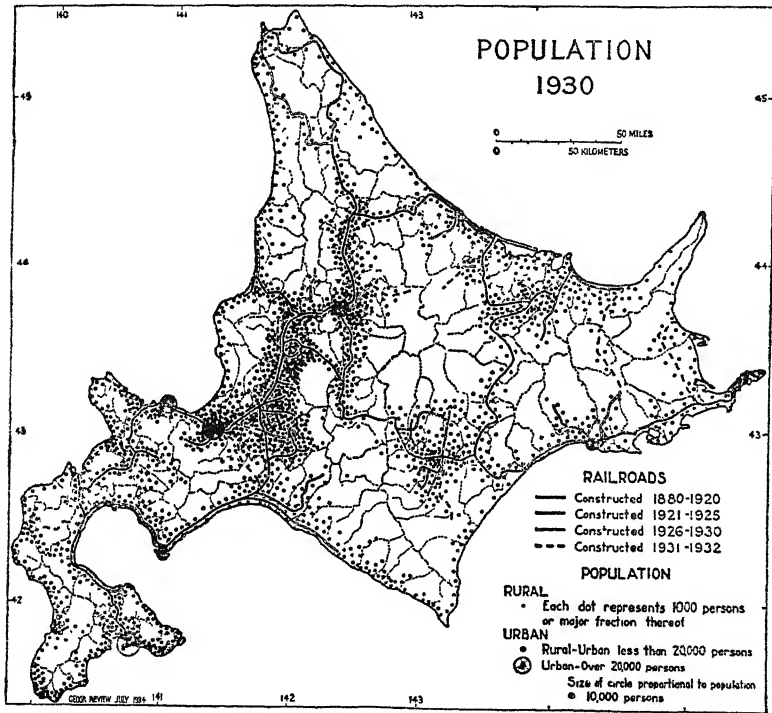 140 141 143
POPULATION
1930
45 45
0 50 MILES
0 50 KILOMETERS
44 44
43 43
RAILROADS
Constructed 1880-1920
Constructed 1921-1925
Constructed 1926-1930
Constructed 1931-1932
POPULATION
RURAL
Each dot represents 1000 persons
or major fraction thereof
URBAN
Rural-Urban less than 20,000 persons
Urban-Over 20,000 persons
Size of circle proportional to population
10,000 persons
42 42
GEOGR. REVIEW JULY 1934 141 142 143